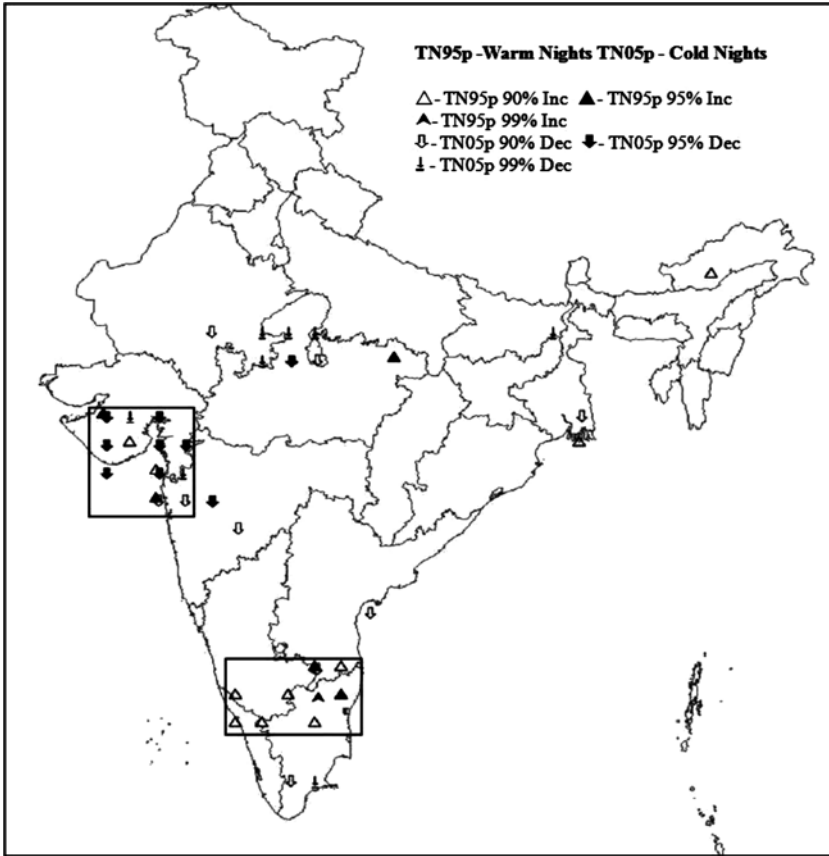 TN95p -Warm Nights TN05p - Cold Nights
- TN95p 90% Inc - TN95p 95% Inc
- TN95p 99% Inc
- TN05p 90% Dec - TN05p 95% Dec
- TN05p 99% Dec